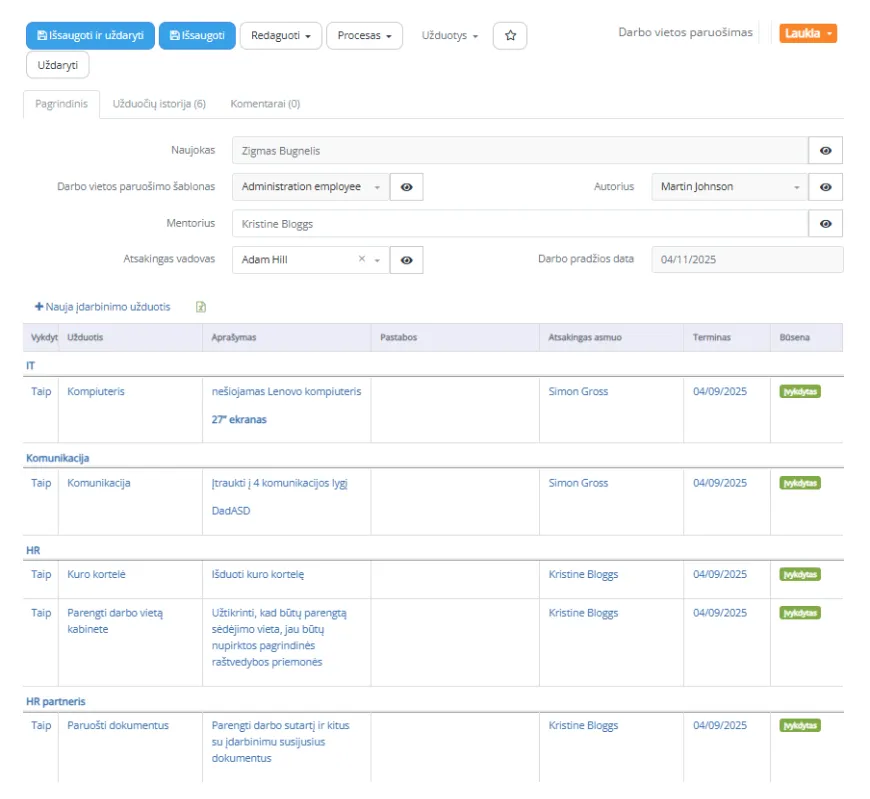 Išsaugoti ir uždaryti Išsaugoti Redaguoti Procesas Užduotys Darbo vietos paruošimas Laukia
Uždaryti
Pagrindinis Užduočių istorija (6) Komentarai (0)
Naujokas Zigmas Bugnelis
Darbo vietos paruošimo šablonas Administration employee Autorius Martin Johnson
Mentorius Kristine Bloggs
Atsakingas vadovas Adam Hill × Darbo pradžios data 04/11/2025
+ Nauja įdarbinimo užduotis
Vykdyt Užduotis Aprašymas Pastabos Atsakingas asmuo Terminas Būsena
IT
Taip Kompiuteris nešiojamas Lenovo kompiuteris Simon Gross 04/09/2025 Įvykdytas
27" ekranas
Komunikacija
Taip Komunikacija Įtraukti į 4 komunikacijos lygį Simon Gross 04/09/2025 Įvykdytas
DadASD
HR
Taip Kuro kortelė Išduoti kuro kortelę Kristine Bloggs 04/09/2025 Įvykdytas
Taip Parengti darbo vietą Užtikrinti, kad būtų parengtą Kristine Bloggs 04/09/2025 Įvykdytas
kabinete sėdėjimo vieta, jau būtų
nupirktos pagrindinės
raštvedybos priemonės
HR partneris
Taip Paruošti dokumentus Parengti darbo sutartį ir kitus Kristine Bloggs 04/09/2025 Įvykdytas
su įdarbinimu susijusius
dokumentus